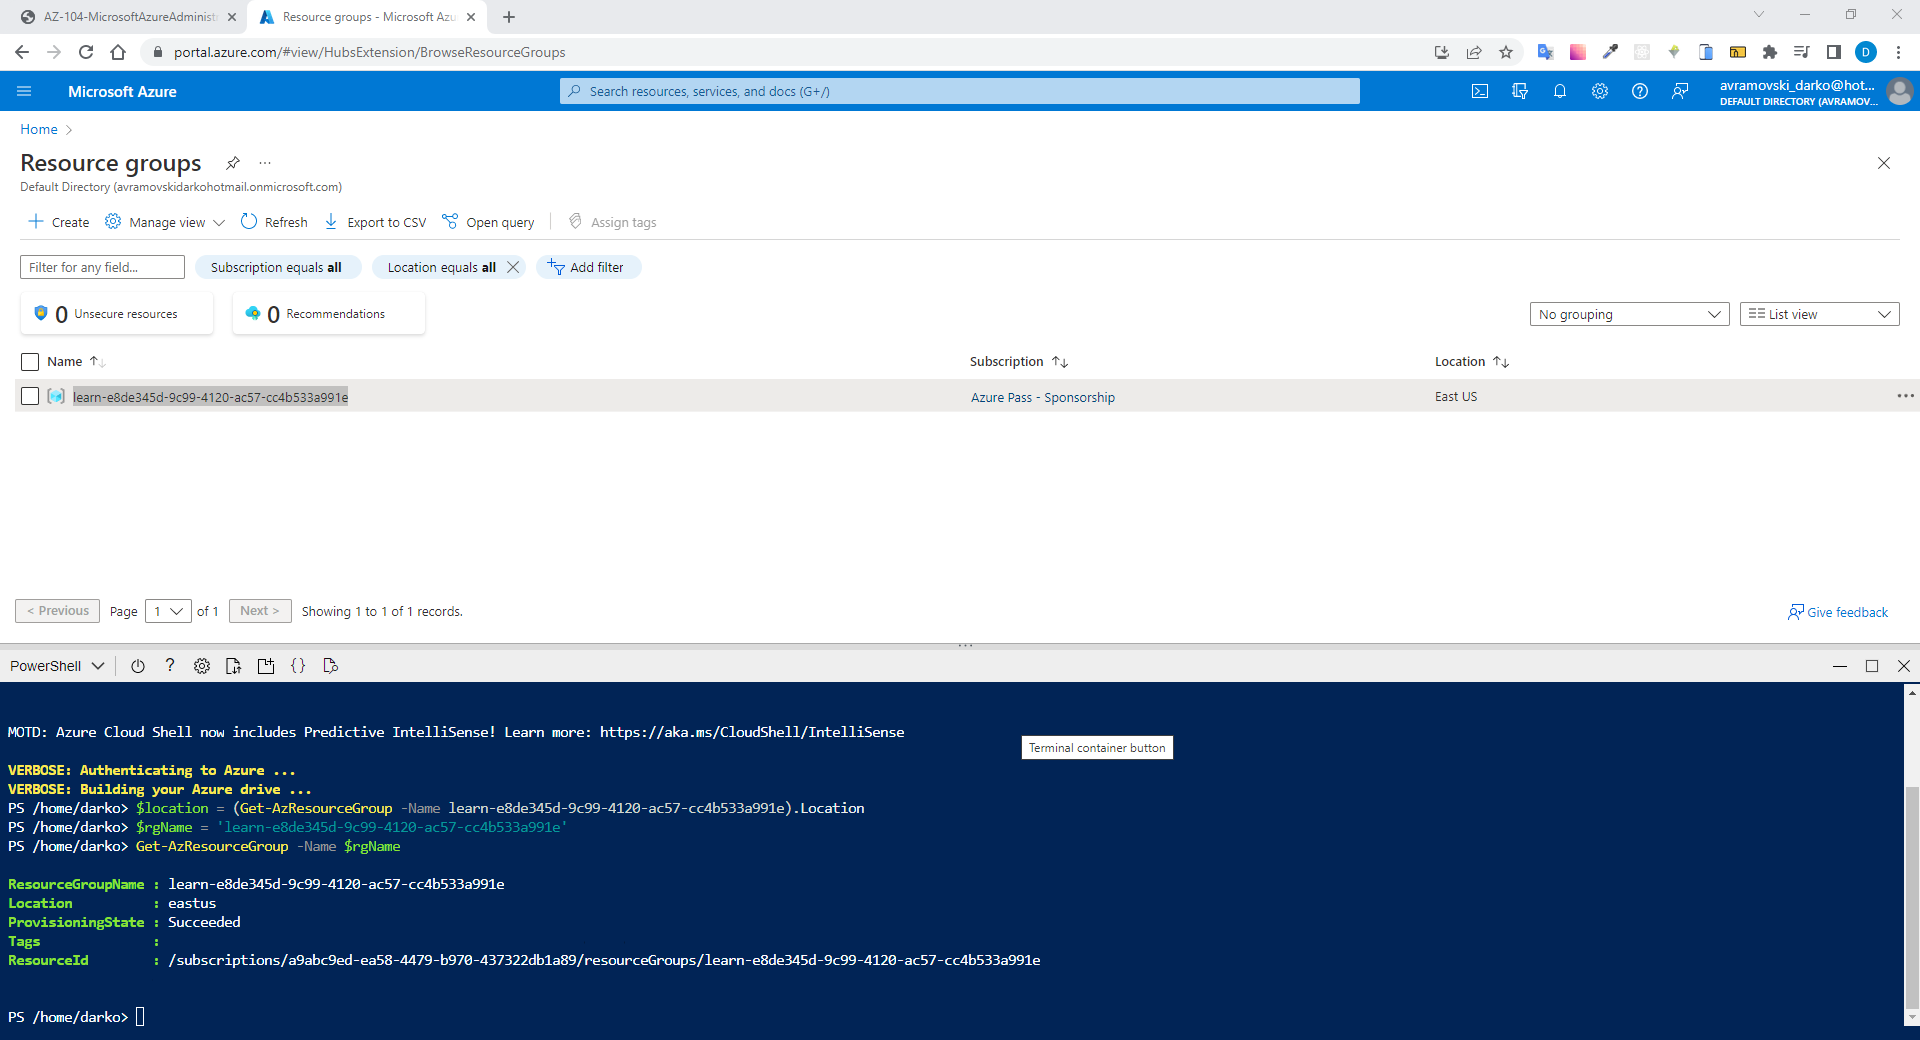 AZ-104-MicrosoftAzureAdminist
Resource groups - Microsoft Azu
portal.azure.com/#view/HubsExtension/BrowseResourceGroups
D
Microsoft Azure
Search resources, services, and docs (G+/)
avramovski_darko@hot...
DEFAULT DIRECTORY (AVRAMOV...
Home
Resource groups
Default Directory (avramovskidarkohotmail.onmicrosoft.com)
Create Manage view Refresh Export to CSV Open query Assign tags
Filter for any field... Subscription equals all Location equals all Add filter
0 Unsecure resources 0 Recommendations
No grouping List view
Name Subscription Location
learn-e8de345d-9c99-4120-ac57-cc4b533a991e Azure Pass - Sponsorship East US
< Previous Page 1 of 1 Next > Showing 1 to 1 of 1 records.
Give feedback
PowerShell ? {}
MOTD: Azure Cloud Shell now includes Predictive IntelliSense! Learn more: https://aka.ms/CloudShell/IntelliSense
Terminal container button
VERBOSE: Authenticating to Azure ...
VERBOSE: Building your Azure drive ...
PS /home/darko> $location = (Get-AzResourceGroup -Name learn-e8de345d-9c99-4120-ac57-cc4b533a991e).Location
PS /home/darko> $rgName = 'learn-e8de345d-9c99-4120-ac57-cc4b533a991e'
PS /home/darko> Get-AzResourceGroup -Name $rgName
ResourceGroupName : learn-e8de345d-9c99-4120-ac57-cc4b533a991e
Location : eastus
ProvisioningState : Succeeded
Tags :
ResourceId : /subscriptions/a9abc9ed-ea58-4479-b970-437322db1a89/resourceGroups/learn-e8de345d-9c99-4120-ac57-cc4b533a991e
PS /home/darko>